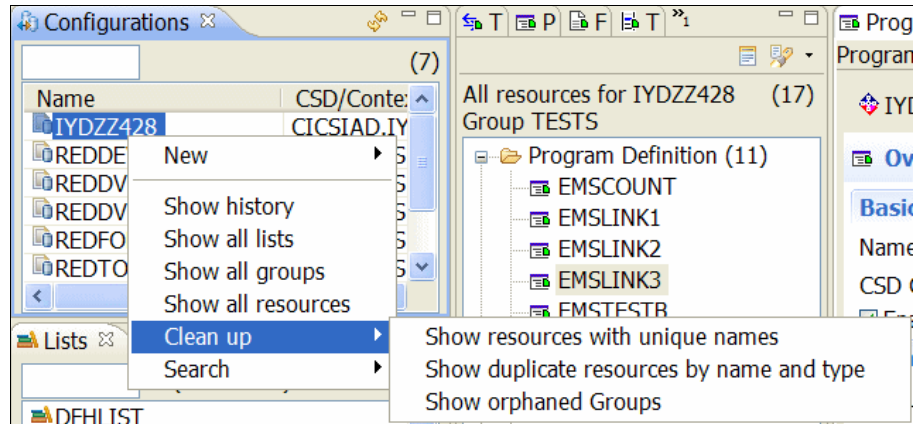 Configurations
(7)
Name CSD/Contex
IYDZZ428 CICSIAD.IY
REDDE
REDDV
REDDV
REDFO
REDTO
New
Show history
Show all lists
Show all groups
Show all resources
Clean up
Search
Show resources with unique names
Show duplicate resources by name and type
Show orphaned Groups
Lists
DFHLIST
T P F T »1
All resources for IYDZZ428 (17)
Group TESTS
Program Definition (11)
EMSCOUNT
EMSLINK1
EMSLINK2
EMSLINK3
EMSTESTB
Prog
Program
IYD
Ov
Basic
Name
CSD